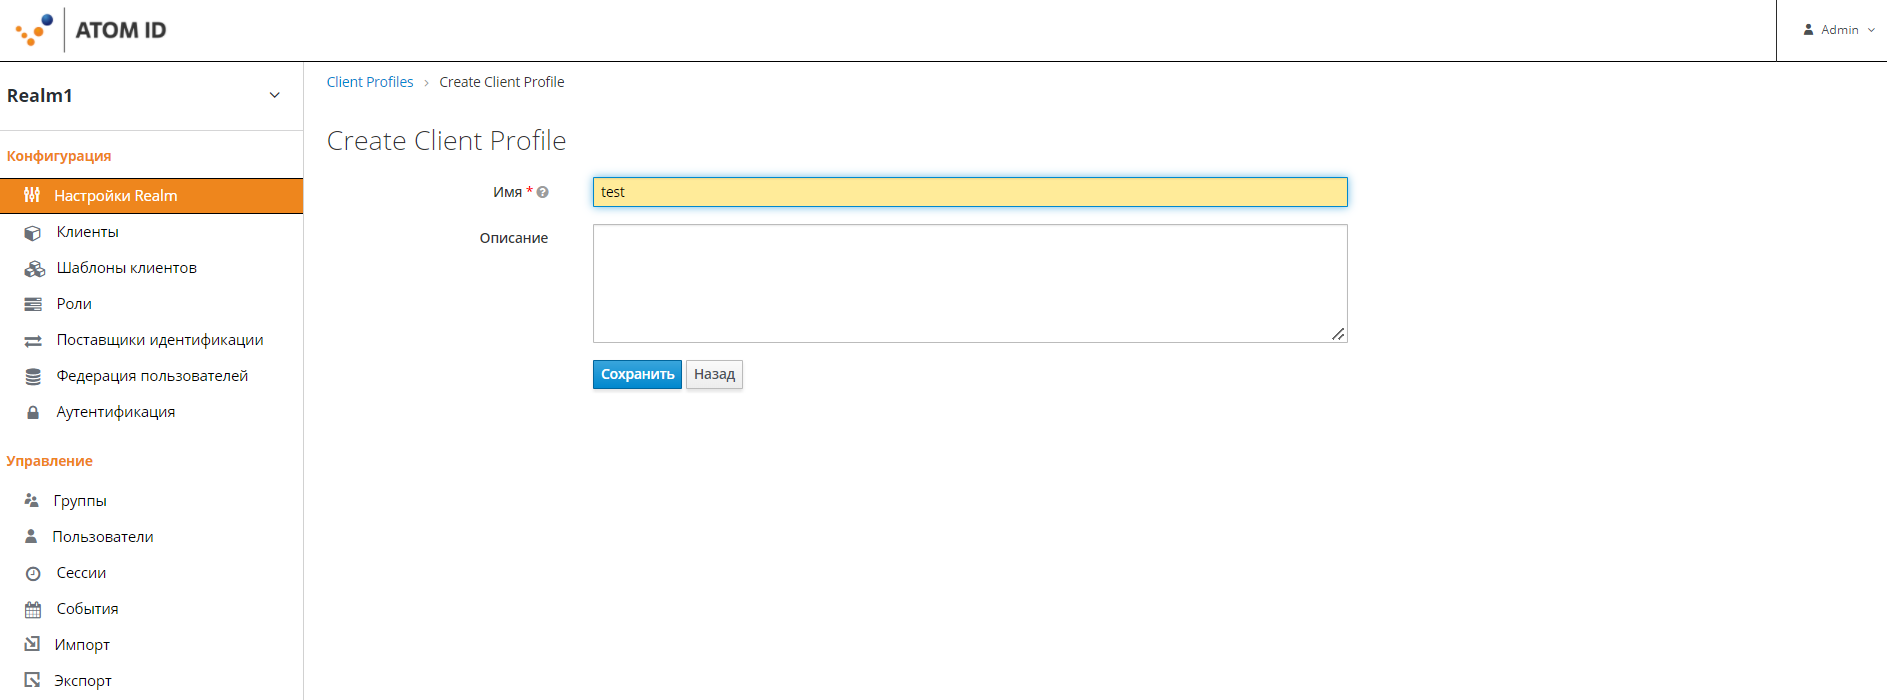 ATOM ID
Admin
Realm1
Client Profiles › Create Client Profile
Конфигурация
Настройки Realm
Клиенты
Шаблоны клиентов
Роли
Поставщики идентификации
Федерация пользователей
Аутентификация
Управление
Группы
Пользователи
Сессии
События
Импорт
Экспорт
Create Client Profile
Имя *
test
Описание
Сохранить
Назад